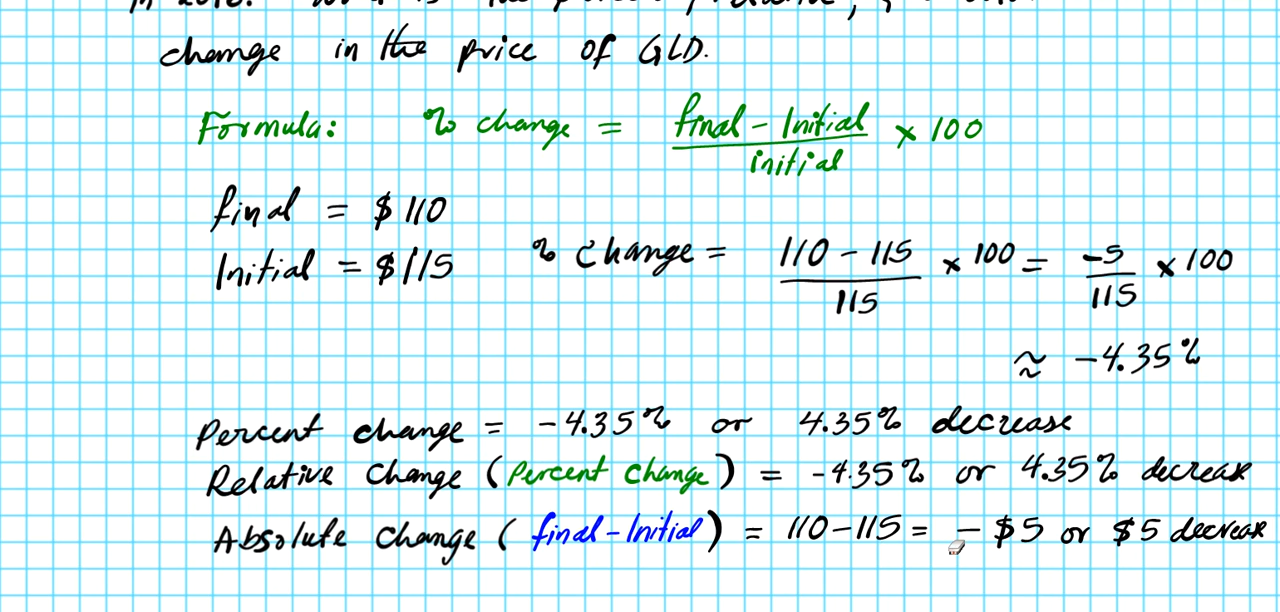 change in the price of GLD.
Formula: % change = final - Initial / initial × 100
final = $110
Initial = $115 % change = 110 - 115 / 115 × 100 = -5 / 115 × 100
≈ -4.35%
Percent change = -4.35% or 4.35% decrease
Relative Change (Percent Change) = -4.35% or 4.35% decrease
Absolute Change (final - Initial) = 110 - 115 = - $5 or $5 decrease